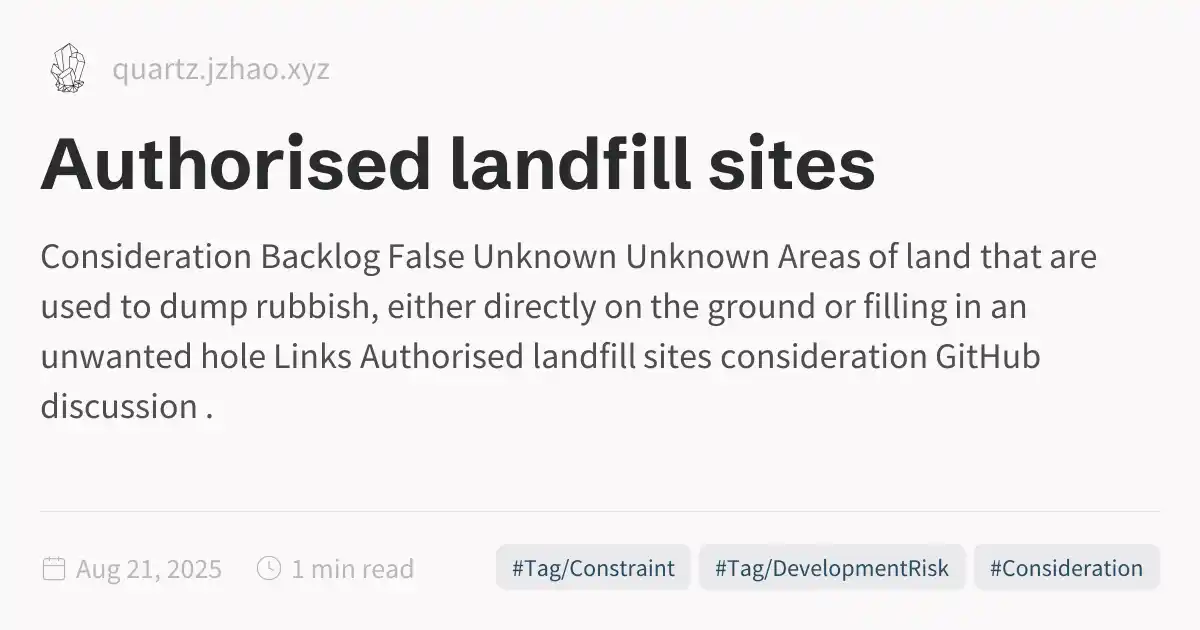 quartz.jzhao.xyz
Authorised landfill sites
Consideration Backlog False Unknown Unknown Areas of land that are
used to dump rubbish, either directly on the ground or filling in an
unwanted hole Links Authorised landfill sites consideration GitHub
discussion .
Aug 21, 2025 1 min read #Tag/Constraint #Tag/DevelopmentRisk #Consideration